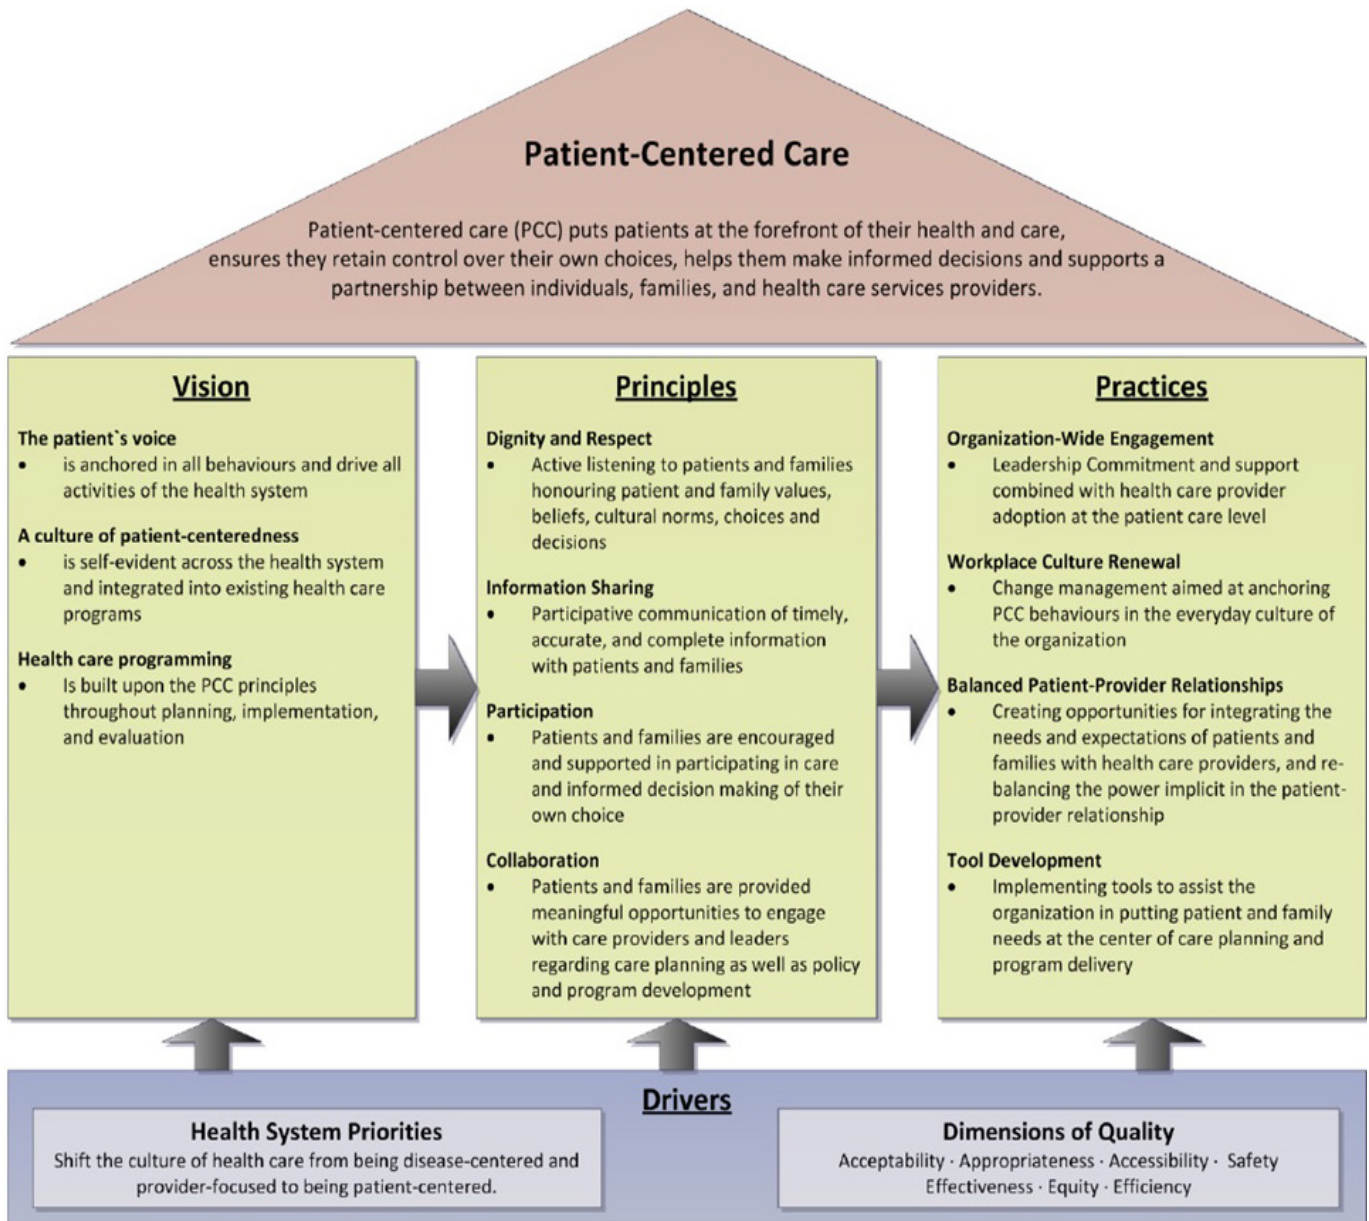 Patient-Centered Care
Patient-centered care (PCC) puts patients at the forefront of their health and care,
ensures they retain control over their own choices, helps them make informed decisions and supports a
partnership between individuals, families, and health care services providers.
Vision
The patient`s voice
• is anchored in all behaviours and drive all
activities of the health system
A culture of patient-centeredness
• is self-evident across the health system
and integrated into existing health care
programs
Health care programming
• Is built upon the PCC principles
throughout planning, implementation,
and evaluation
Principles
Dignity and Respect
• Active listening to patients and families
honouring patient and family values,
beliefs, cultural norms, choices and
decisions
Information Sharing
• Participative communication of timely,
accurate, and complete information
with patients and families
Participation
• Patients and families are encouraged
and supported in participating in care
and informed decision making of their
own choice
Collaboration
• Patients and families are provided
meaningful opportunities to engage
with care providers and leaders
regarding care planning as well as policy
and program development
Practices
Organization-Wide Engagement
• Leadership Commitment and support
combined with health care provider
adoption at the patient care level
Workplace Culture Renewal
• Change management aimed at anchoring
PCC behaviours in the everyday culture of
the organization
Balanced Patient-Provider Relationships
• Creating opportunities for integrating the
needs and expectations of patients and
families with health care providers, and re-
balancing the power implicit in the patient-
provider relationship
Tool Development
• Implementing tools to assist the
organization in putting patient and family
needs at the center of care planning and
program delivery
Drivers
Health System Priorities
Shift the culture of health care from being disease-centered and
provider-focused to being patient-centered.
Dimensions of Quality
Acceptability · Appropriateness · Accessibility · Safety
Effectiveness · Equity · Efficiency